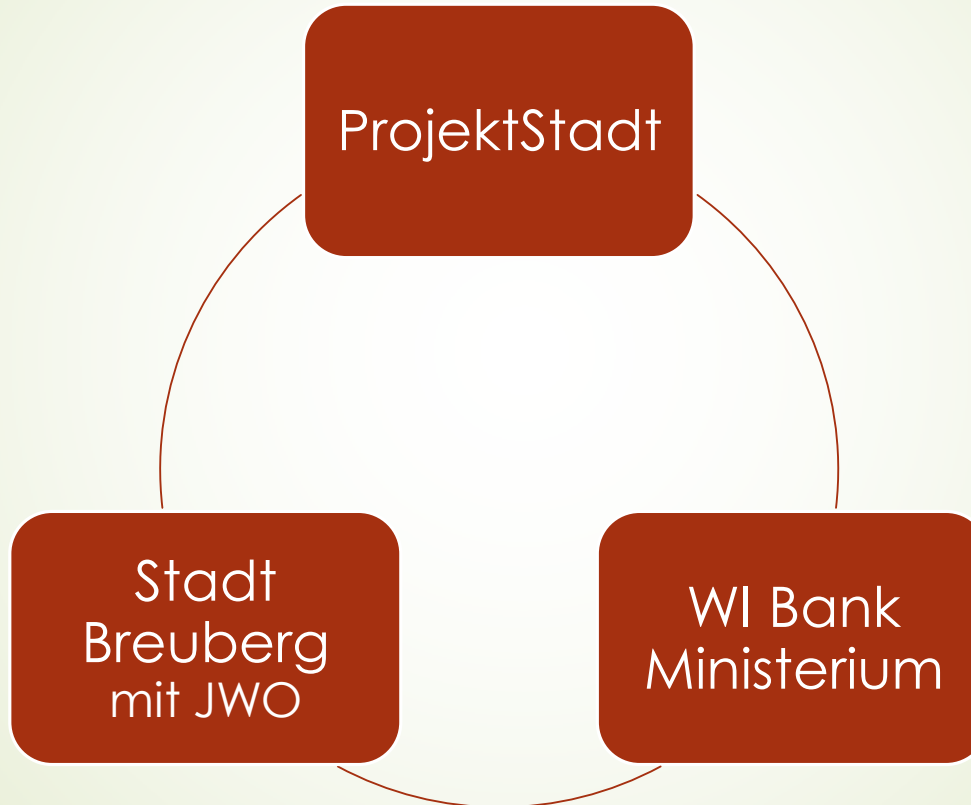 ProjektStadt
Stadt
Breuberg
mit JWO
WI Bank
Ministerium